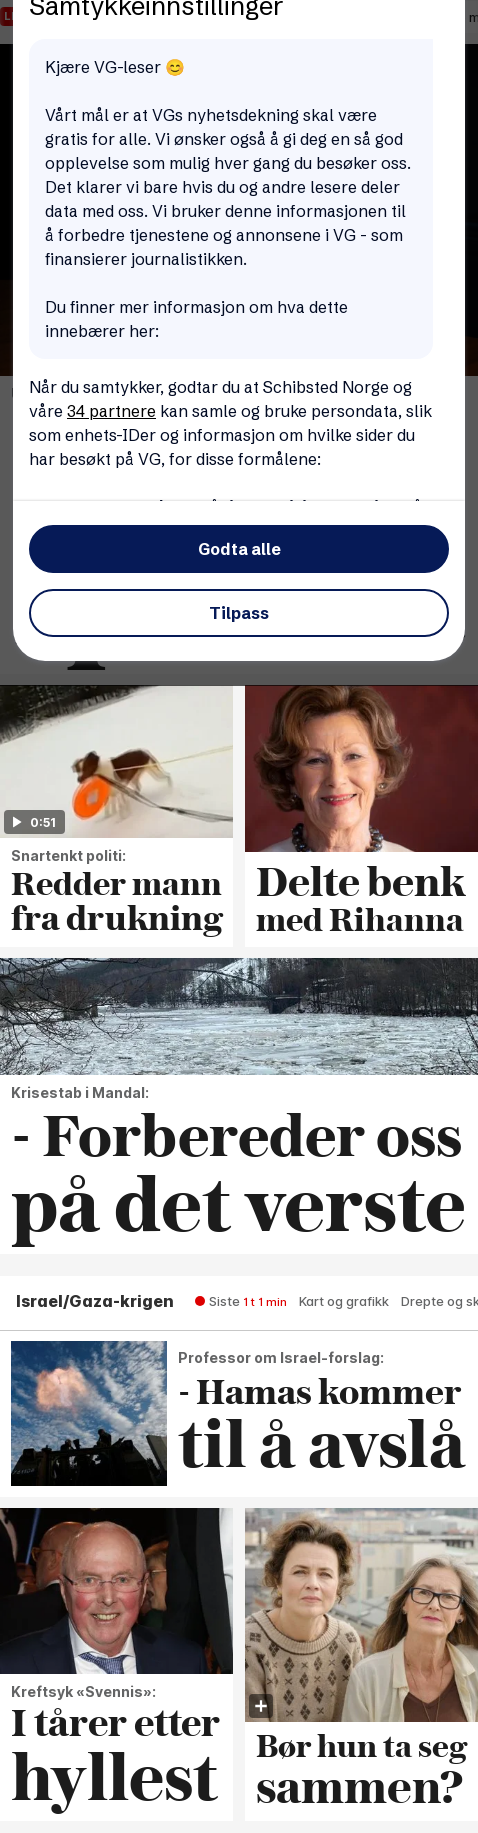 Samtykkeinnstillinger
Kjære VG-leser 😊
Vårt mål er at VGs nyhetsdekning skal være
gratis for alle. Vi ønsker også å gi deg en så god
opplevelse som mulig hver gang du besøker oss.
Det klarer vi bare hvis du og andre lesere deler
data med oss. Vi bruker denne informasjonen til
å forbedre tjenestene og annonsene i VG - som
finansierer journalistikken.
Du finner mer informasjon om hva dette
innebærer her:
Når du samtykker, godtar du at Schibsted Norge og
våre 34 partnere kan samle og bruke persondata, slik
som enhets-IDer og informasjon om hvilke sider du
har besøkt på VG, for disse formålene:
Godta alle
Tilpass
0:51
Snartenkt politi:
Redder mann
fra drukning
Delte benk
med Rihanna
Krisestab i Mandal:
- Forbereder oss
på det verste
Israel/Gaza-krigen
Siste 1 t 1 min Kart og grafikk Drepte og sk
Professor om Israel-forslag:
- Hamas kommer
til å avslå
Kreftsyk «Svennis»:
I tårer etter
hyllest
Bør hun ta seg
sammen?